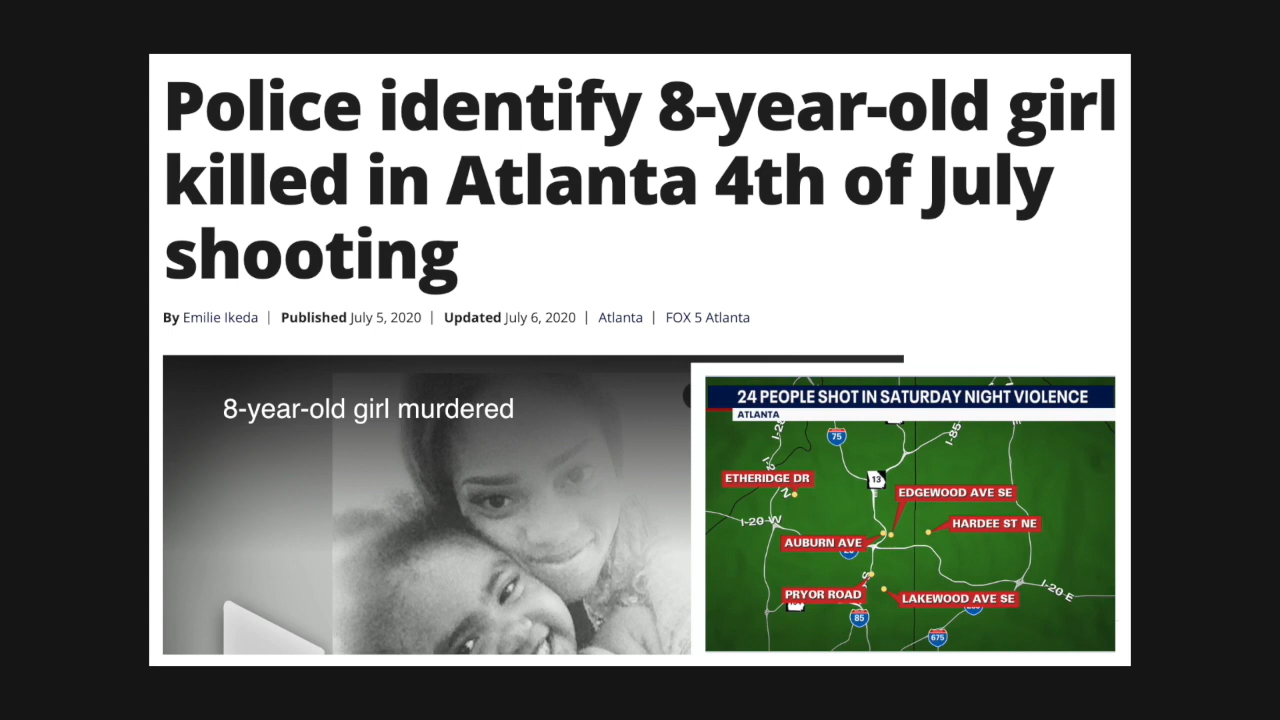 Police identify 8-year-old girl
killed in Atlanta 4th of July
shooting
By Emilie Ikeda | Published July 5, 2020 | Updated July 6, 2020 | Atlanta | FOX 5 Atlanta
8-year-old girl murdered
24 PEOPLE SHOT IN SATURDAY NIGHT VIOLENCE
ATLANTA
I-85
75
ETHERIDGE DR
13
EDGEWOOD AVE SE
I-20 W
HARDEE ST NE
AUBURN AVE
I-20 E
PRYOR ROAD
LAKEWOOD AVE SE
85
675